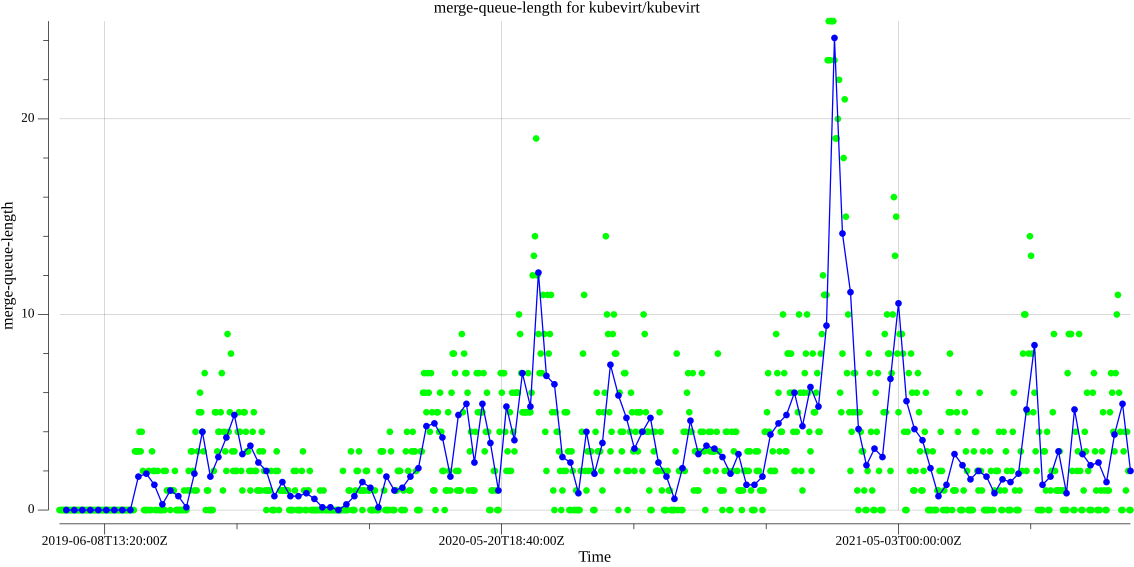 merge-queue-length for kubevirt/kubevirt
merge-queue-length
20
10
0
2019-06-08T13:20:00Z
2020-05-20T18:40:00Z
2021-05-03T00:00:00Z
Time